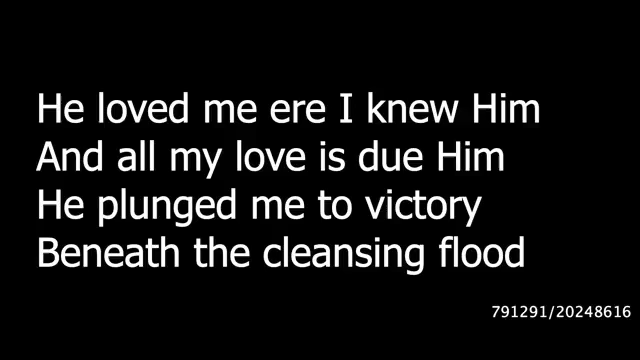 He loved me ere I knew Him
And all my love is due Him
He plunged me to victory
Beneath the cleansing flood
791291/20248616